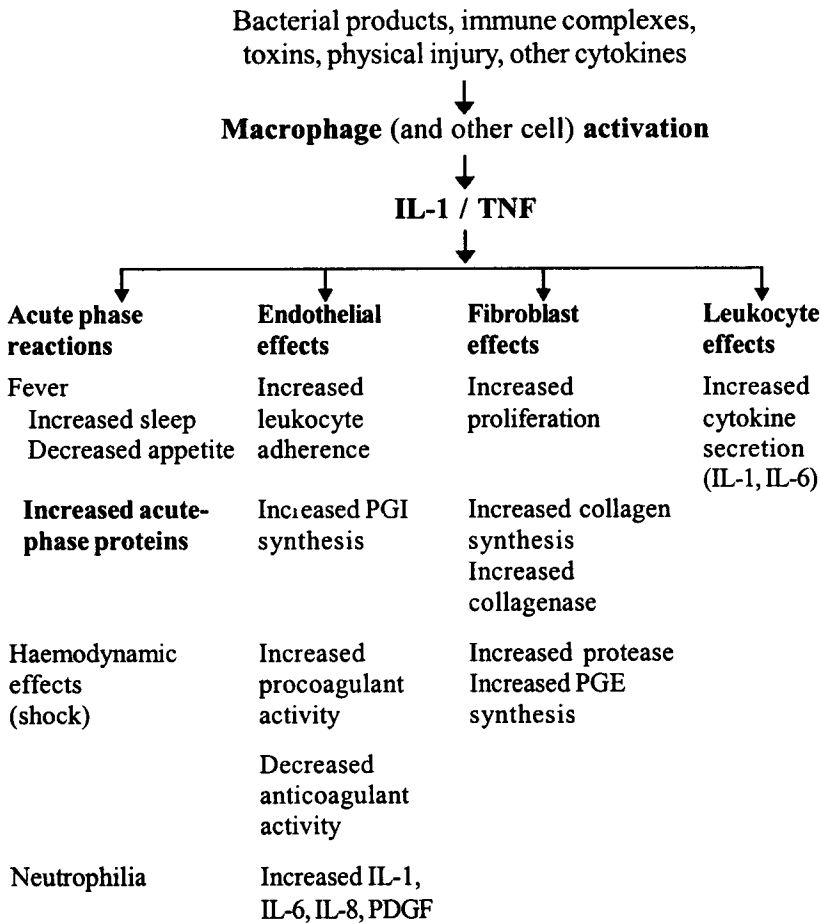 Bacterial products, immune complexes,
toxins, physical injury, other cytokines
Macrophage (and other cell) activation
IL-1 / TNF
Acute phase
reactions
Fever
Increased sleep
Decreased appetite
Increased acute-
phase proteins
Haemodynamic
effects
(shock)
Neutrophilia
Endothelial
effects
Increased
leukocyte
adherence
Increased PGI
synthesis
Increased
procoagulant
activity
Decreased
anticoagulant
activity
Increased IL-1,
IL-6, IL-8, PDGF
Fibroblast
effects
Increased
proliferation
Increased collagen
synthesis
Increased
collagenase
Increased protease
Increased PGE
synthesis
Leukocyte
effects
Increased
cytokine
secretion
(IL-1, IL-6)